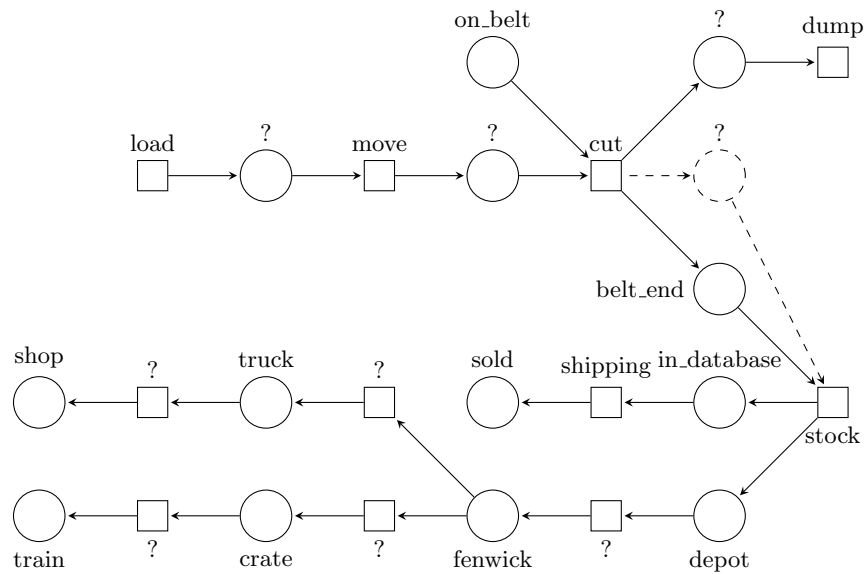 on_belt
?
dump
load
?
move
?
cut
?
belt_end
shop
?
truck
?
sold
shipping
in_database
stock
train
?
crate
?
fenwick
?
depot